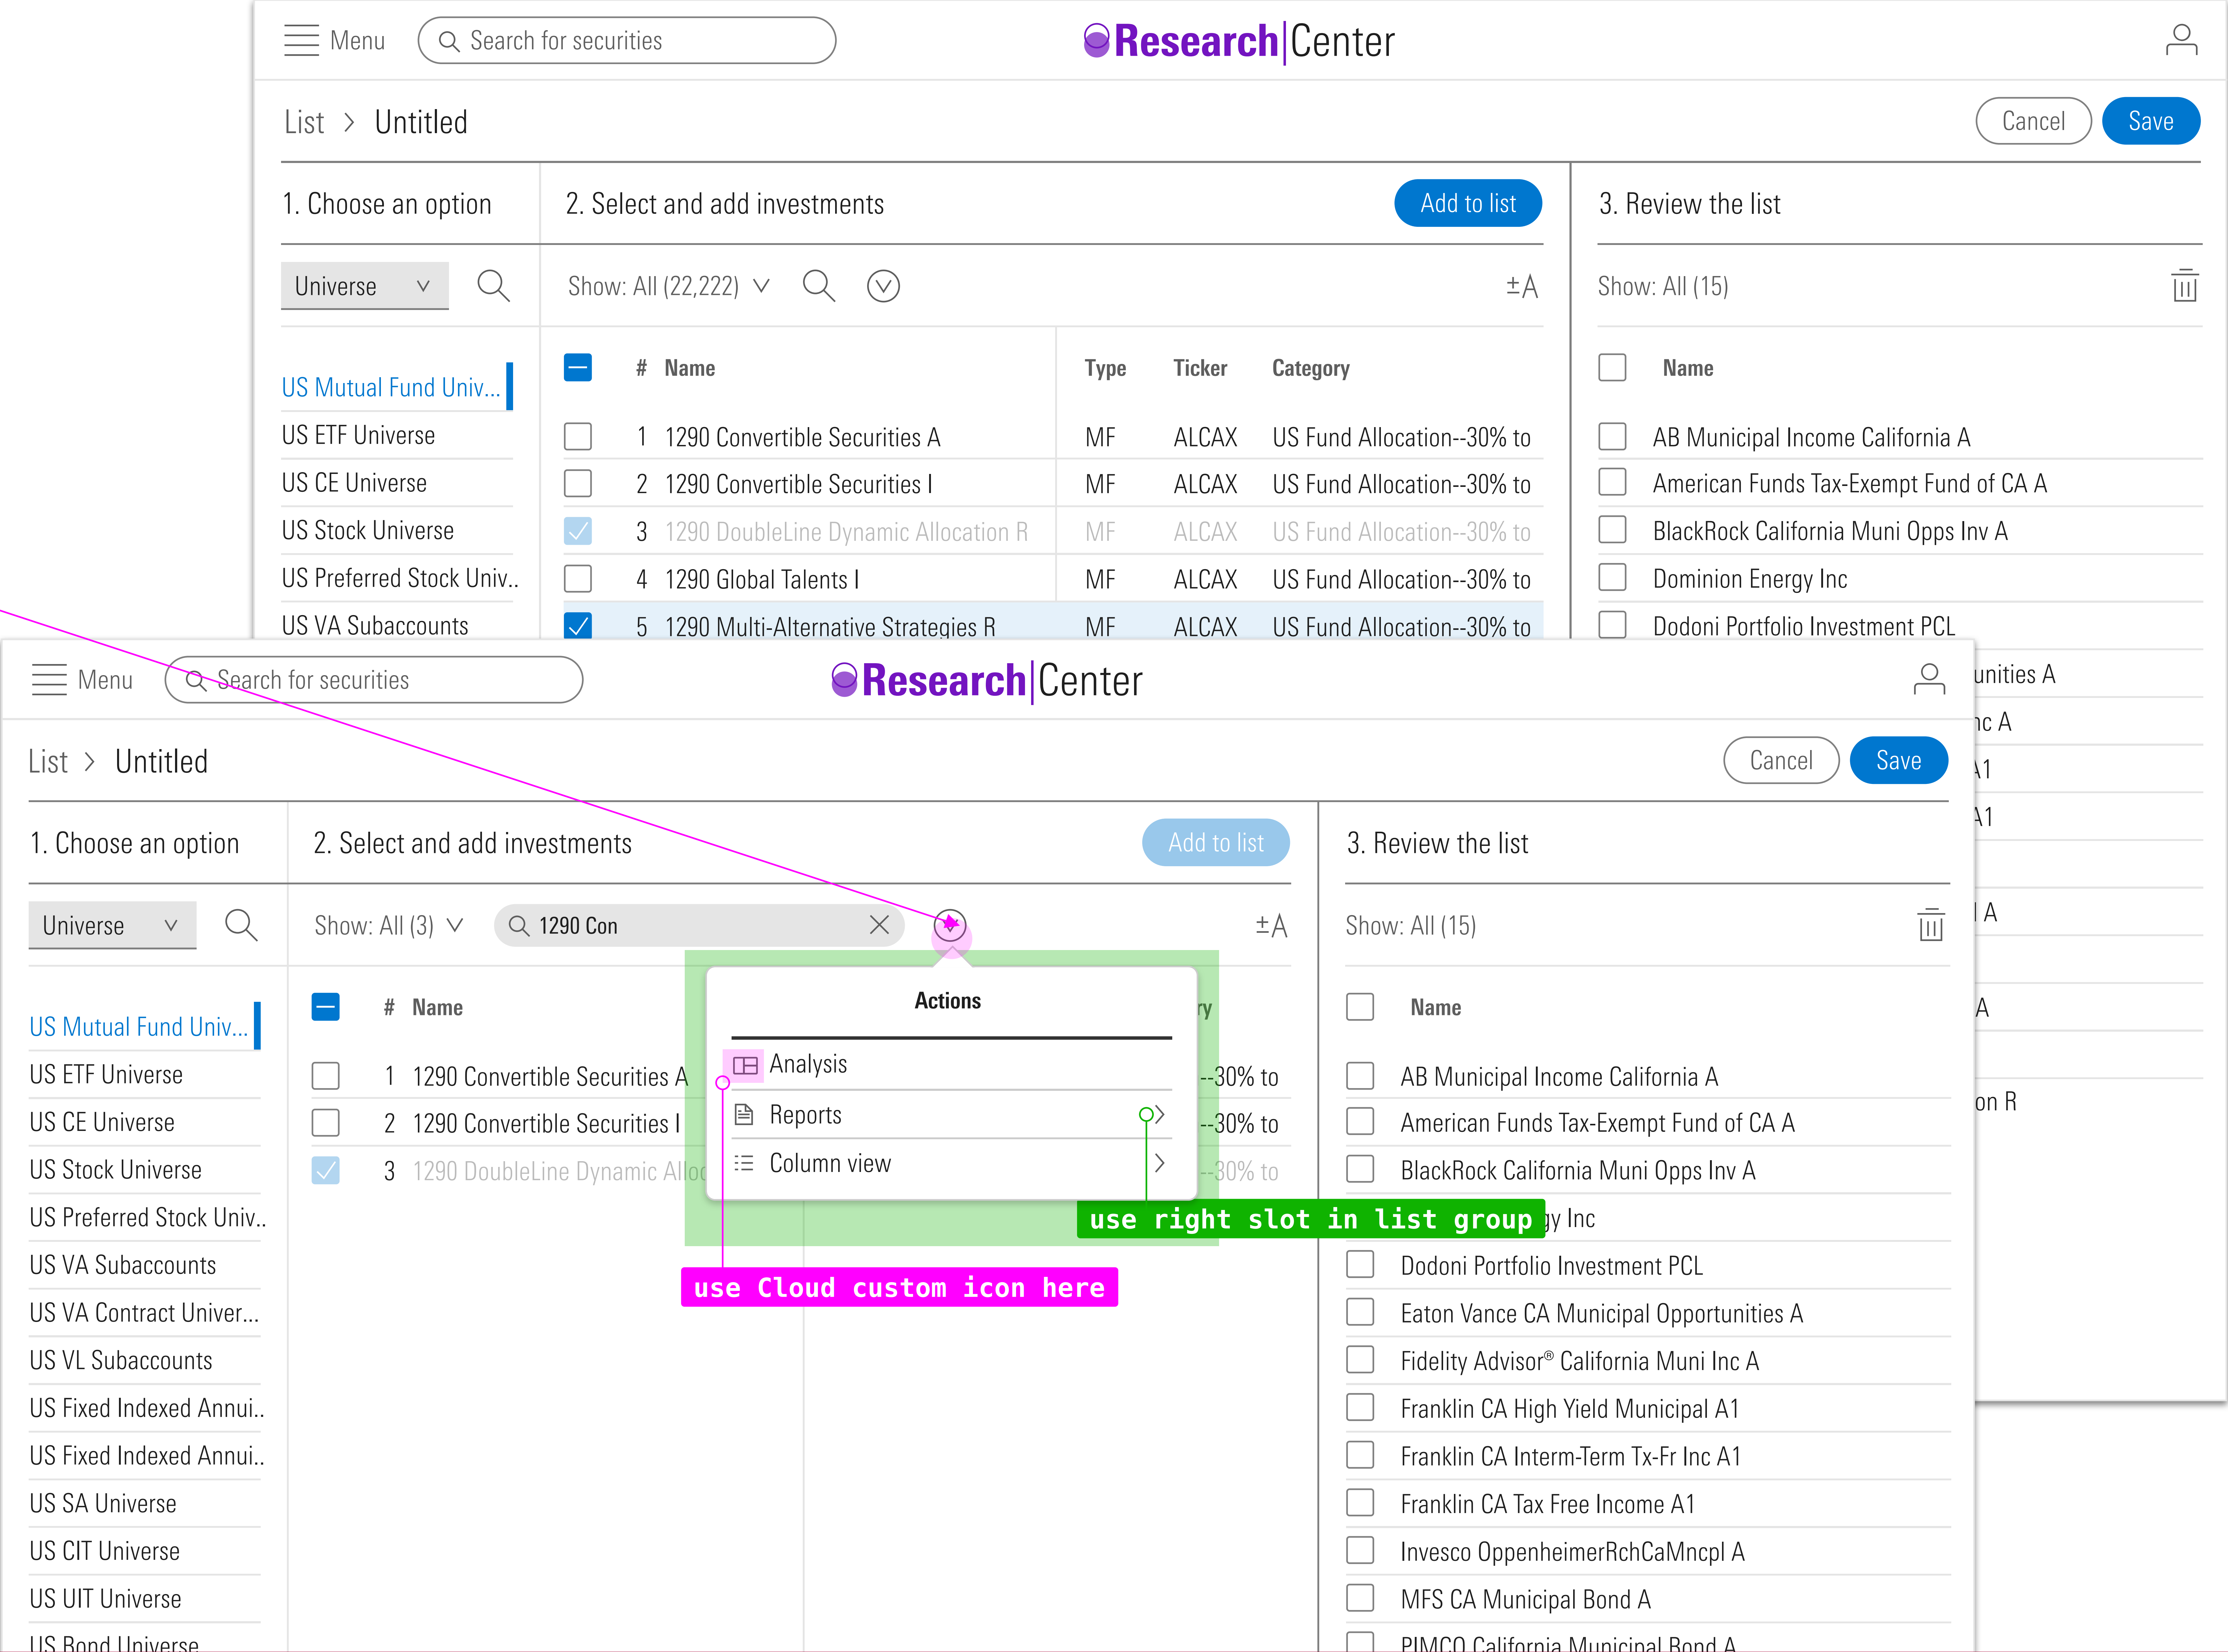 Menu
Search for securities
Research|Center
List > Untitled
Cancel
Save
1. Choose an option
2. Select and add investments
Add to list
3. Review the list
Universe
Show: All (22,222)
±A
Show: All (15)
US Mutual Fund Univ...
US ETF Universe
US CE Universe
US Stock Universe
US Preferred Stock Univ..
US VA Subaccounts
# Name Type Ticker Category
1 1290 Convertible Securities A MF ALCAX US Fund Allocation--30% to
2 1290 Convertible Securities I MF ALCAX US Fund Allocation--30% to
3 1290 DoubleLine Dynamic Allocation R MF ALCAX US Fund Allocation--30% to
4 1290 Global Talents I MF ALCAX US Fund Allocation--30% to
5 1290 Multi-Alternative Strategies R MF ALCAX US Fund Allocation--30% to
Name
AB Municipal Income California A
American Funds Tax-Exempt Fund of CA A
BlackRock California Muni Opps Inv A
Dominion Energy Inc
Dodoni Portfolio Investment PCL
unities A
nc A
A1
A1
l A
A
on R
Menu
Search for securities
Research|Center
List > Untitled
Cancel
Save
1. Choose an option
2. Select and add investments
Add to list
3. Review the list
Universe
Show: All (3)
1290 Con
±A
Show: All (15)
US Mutual Fund Univ...
US ETF Universe
US CE Universe
US Stock Universe
US Preferred Stock Univ..
US VA Subaccounts
US VA Contract Univer...
US VL Subaccounts
US Fixed Indexed Annui..
US Fixed Indexed Annui..
US SA Universe
US CIT Universe
US UIT Universe
US Bond Universe
# Name
ry
1 1290 Convertible Securities A --30% to
2 1290 Convertible Securities I --30% to
3 1290 DoubleLine Dynamic Alloc --30% to
Actions
Analysis
Reports
Column view
use right slot in list group
use Cloud custom icon here
Name
AB Municipal Income California A
American Funds Tax-Exempt Fund of CA A
BlackRock California Muni Opps Inv A
gy Inc
Dodoni Portfolio Investment PCL
Eaton Vance CA Municipal Opportunities A
Fidelity Advisor® California Muni Inc A
Franklin CA High Yield Municipal A1
Franklin CA Interm-Term Tx-Fr Inc A1
Franklin CA Tax Free Income A1
Invesco OppenheimerRchCaMncpl A
MFS CA Municipal Bond A
PIMCO California Municipal Bond A